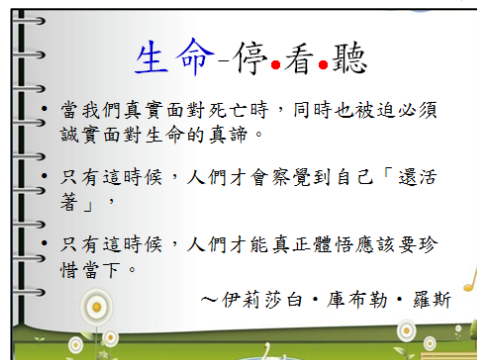 生命-停•看•聽
• 當我們真實面對死亡時，同時也被迫必須
誠實面對生命的真諦。
• 只有這時候，人們才會察覺到自己「還活
著」，
• 只有這時候，人們才能真正體悟應該要珍
惜當下。
～伊莉莎白・庫布勒・羅斯